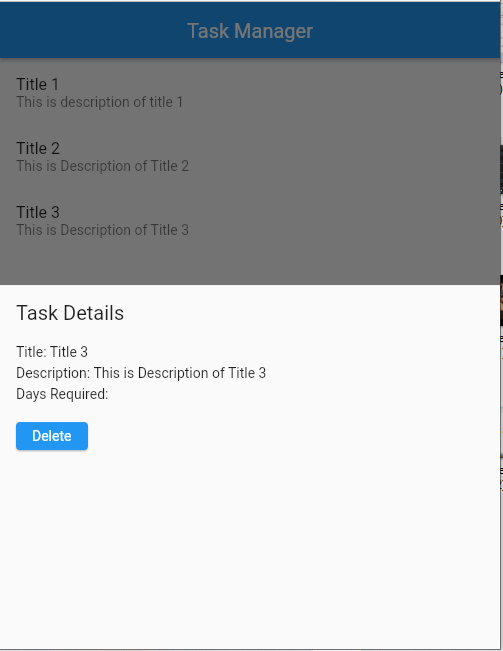 Task Manager
Title 1
This is description of title 1
Title 2
This is Description of Title 2
Title 3
This is Description of Title 3
Task Details
Title: Title 3
Description: This is Description of Title 3
Days Required:
Delete